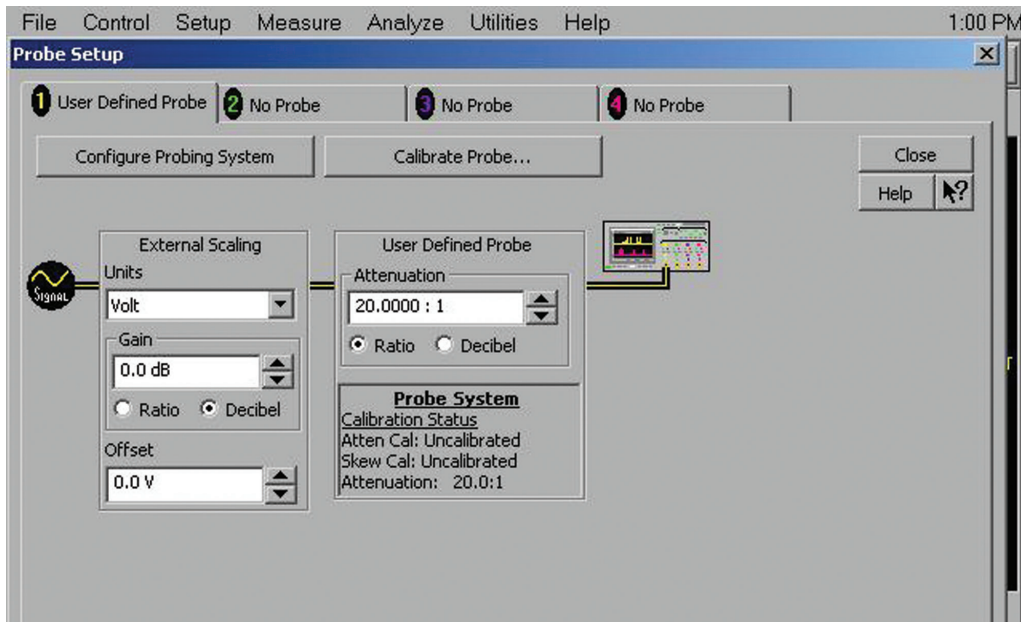 File Control Setup Measure Analyze Utilities Help 1:00 PM
Probe Setup
1 User Defined Probe 2 No Probe 3 No Probe 4 No Probe
Configure Probing System Calibrate Probe... Close
Help ?
External Scaling User Defined Probe
Units Attenuation
SIGNAL
Volt 20.0000 : 1
Gain Ratio Decibel
0.0 dB
Ratio Decibel
Probe System
Calibration Status
Atten Cal: Uncalibrated
Skew Cal: Uncalibrated
Attenuation: 20.0:1
Offset
0.0 V